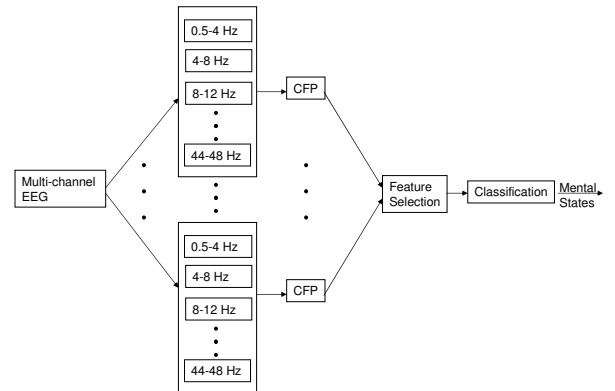 Multi-channel
EEG
0.5-4 Hz
4-8 Hz
8-12 Hz
44-48 Hz
CFP
0.5-4 Hz
4-8 Hz
8-12 Hz
44-48 Hz
CFP
Feature
Selection
Classification
Mental
States